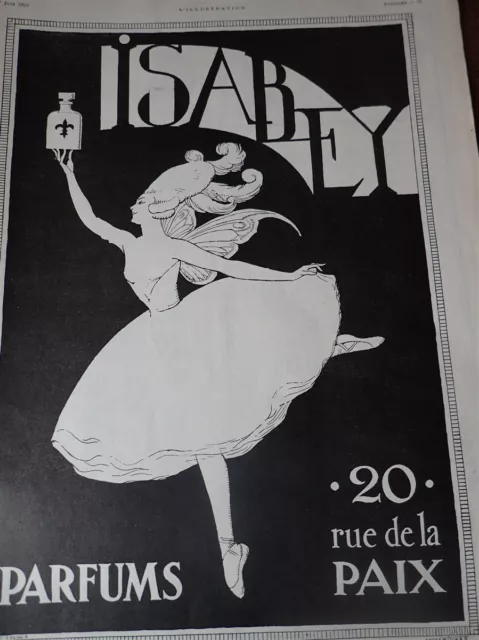 L'ILLUSTRATION
ISABEY
PARFUMS
· 20 ·
rue de la
PAIX